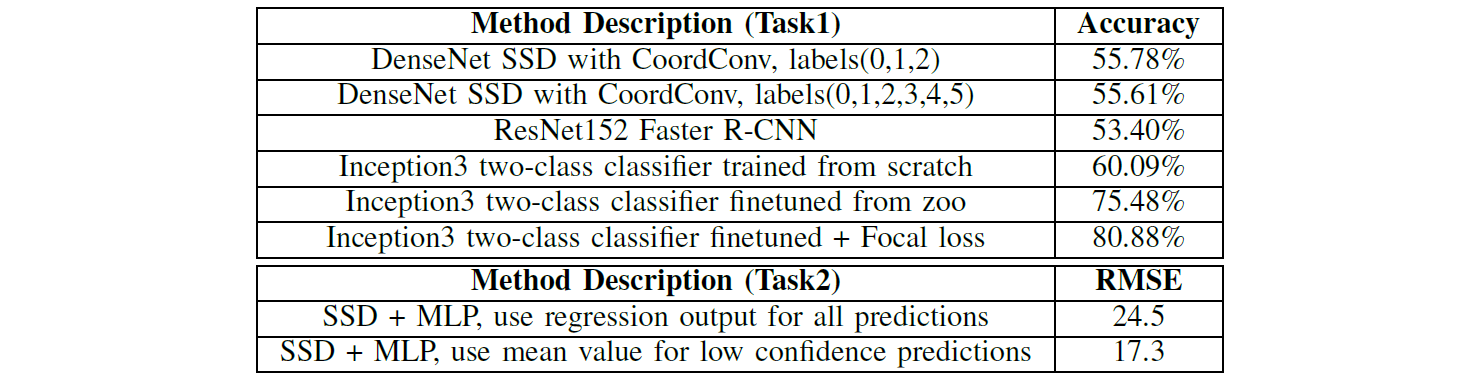 Method Description (Task1) Accuracy
DenseNet SSD with CoordConv, labels(0,1,2) 55.78%
DenseNet SSD with CoordConv, labels(0,1,2,3,4,5) 55.61%
ResNet152 Faster R-CNN 53.40%
Inception3 two-class classifier trained from scratch 60.09%
Inception3 two-class classifier finetuned from zoo 75.48%
Inception3 two-class classifier finetuned + Focal loss 80.88%
Method Description (Task2) RMSE
SSD + MLP, use regression output for all predictions 24.5
SSD + MLP, use mean value for low confidence predictions 17.3